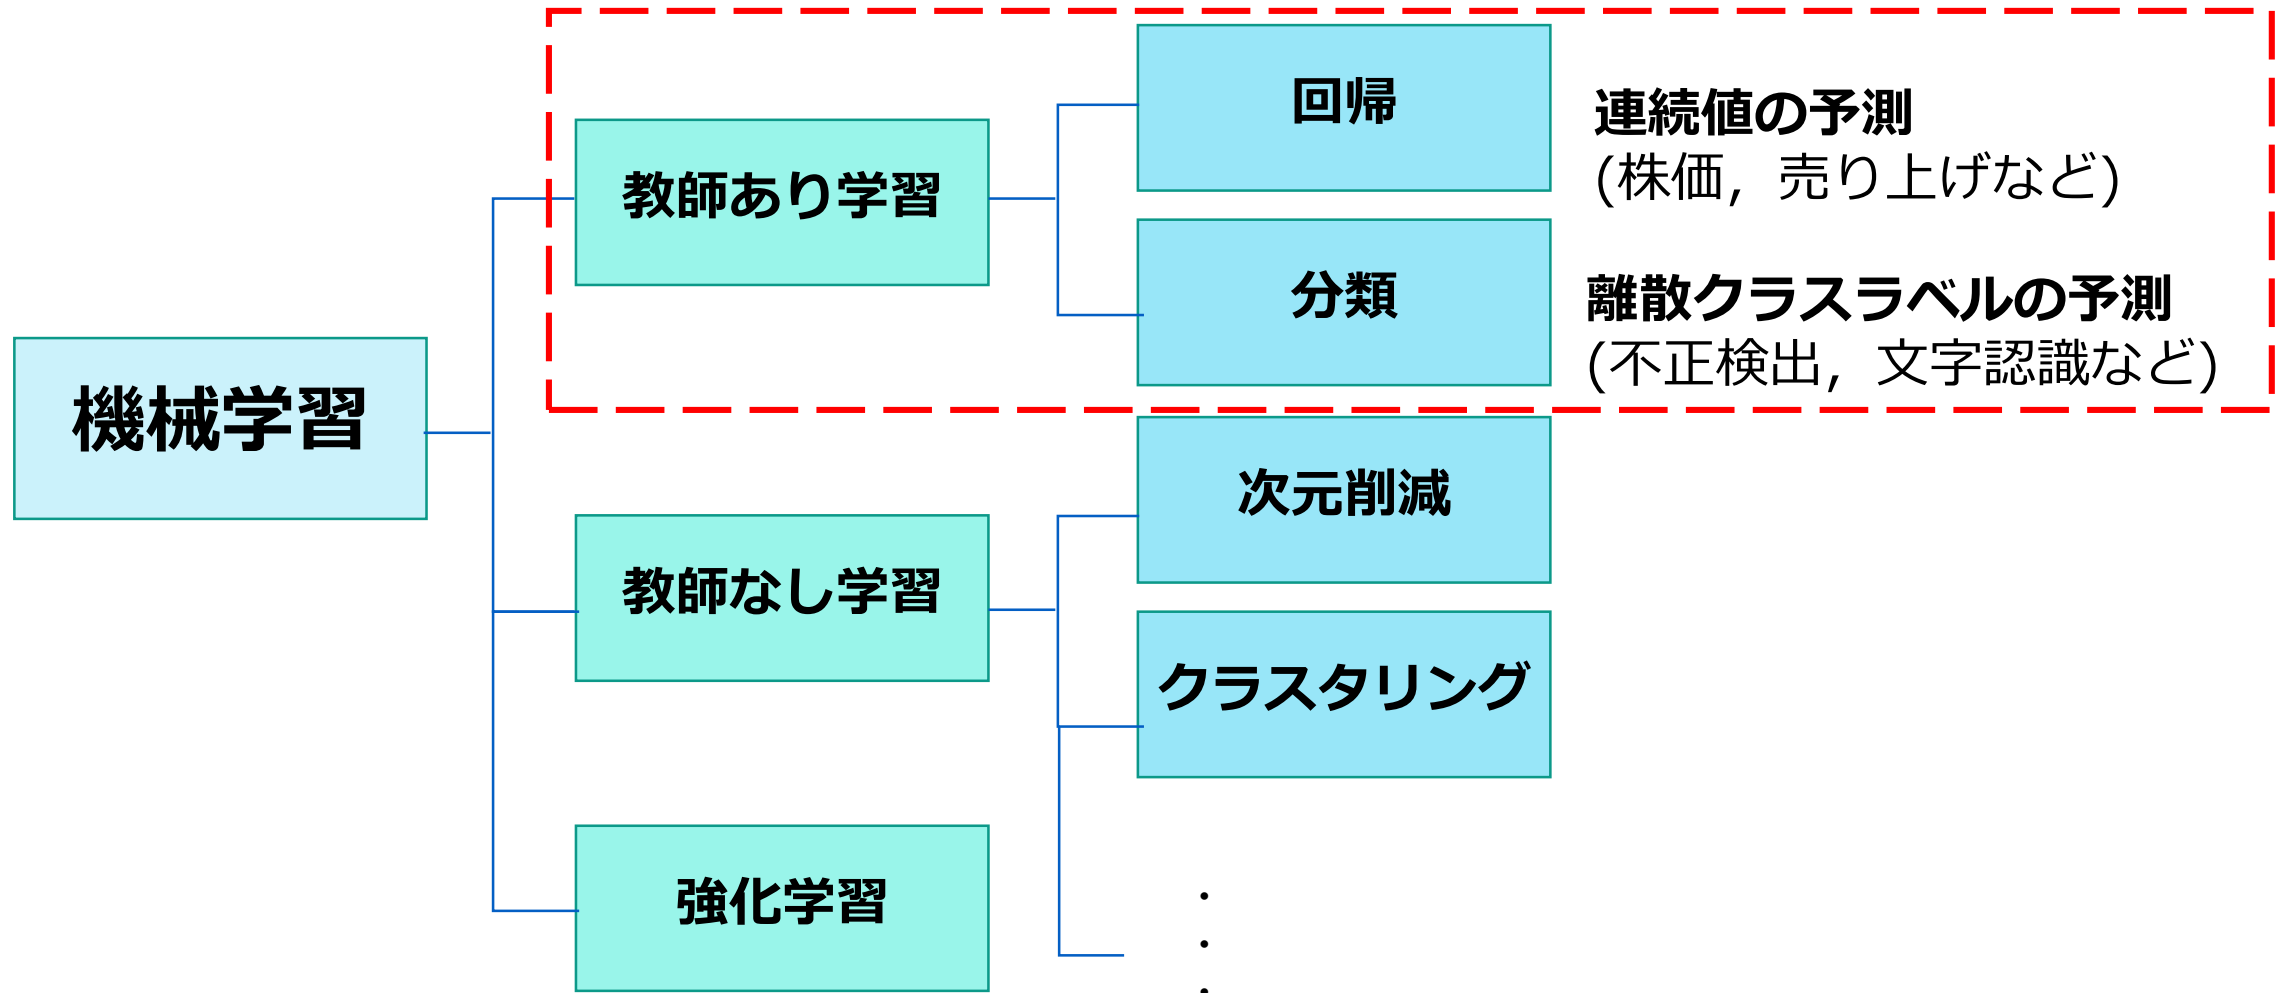 機械学習
教師あり学習
回帰
連続値の予測
(株価，売り上げなど)
分類
離散クラスラベルの予測
(不正検出，文字認識など)
教師なし学習
次元削減
クラスタリング
強化学習
・
・
・